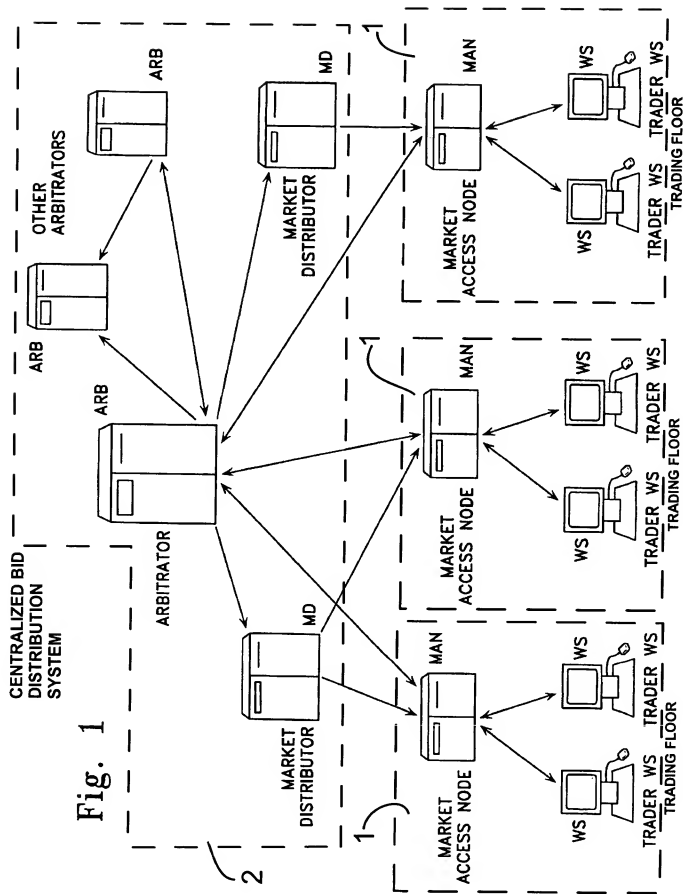 Fig. 1
CENTRALIZED BID
DISTRIBUTION
SYSTEM
2
ARB
ARBITRATOR
ARB
OTHER
ARBITRATORS
ARB
MD
MARKET
DISTRIBUTOR
MD
MARKET
DISTRIBUTOR
1
MAN
MARKET
ACCESS NODE
WS
WS
TRADER WS
TRADER WS
TRADING FLOOR
1
MAN
MARKET
ACCESS NODE
WS
WS
TRADER WS
TRADER WS
TRADING FLOOR
1
MAN
MARKET
ACCESS NODE
WS
WS
TRADER WS
TRADER WS
TRADING FLOOR